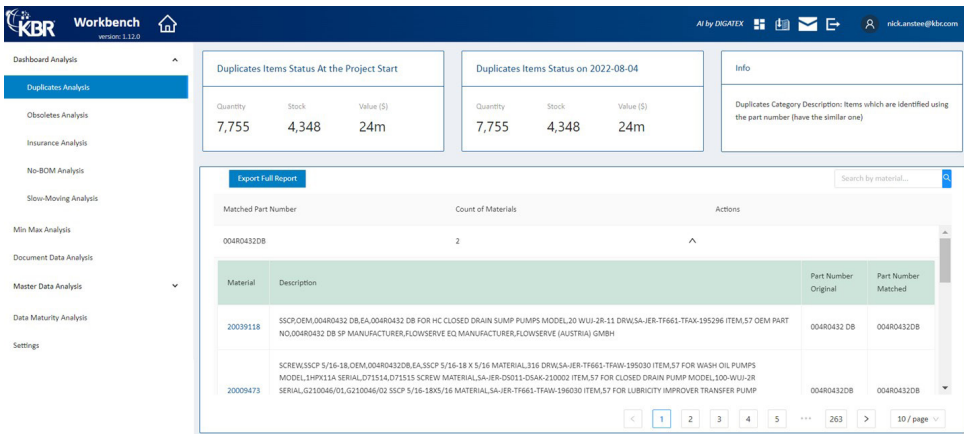 KBR
Workbench
version: 1.12.0
AI by DIGATEX
nick.anstee@kbr.com
Dashboard Analysis
Duplicates Analysis
Obsoletes Analysis
Insurance Analysis
No-BOM Analysis
Slow-Moving Analysis
Min Max Analysis
Document Data Analysis
Master Data Analysis
Data Maturity Analysis
Settings
Duplicates Items Status At the Project Start
Quantity Stock Value ($)
7,755 4,348 24m
Duplicates Items Status on 2022-08-04
Quantity Stock Value ($)
7,755 4,348 24m
Info
Duplicates Category Description: Items which are identified using
the part number (have the similar one)
Export Full Report
Search by material...
Matched Part Number Count of Materials Actions
004R0432DB 2
Material Description Part Number Original Part Number Matched
20039118 SSCP,OEM,004R0432 DB,EA,004R0432 DB FOR HC CLOSED DRAIN SUMP PUMPS MODEL,20 WUJ-2R-11 DRW,SA-JER-TF661-TFAX-195296 ITEM,57 OEM PART
NO,004R0432 DB SP MANUFACTURER,FLOWSERVE EQ MANUFACTURER,FLOWSERVE (AUSTRIA) GMBH
004R0432 DB 004R0432DB
SCREW,SSCP 5/16-18,OEM,004R0432DB,EA,SSCP 5/16-18 X 5/16 MATERIAL,316 DRW,SA-JER-TF661-TFAW-195030 ITEM,57 FOR WASH OIL PUMPS
MODEL,1HPX11A SERIAL,D71514,D71515 SCREW MATERIAL,SA-JER-DS011-DSAK-210002 ITEM,57 FOR CLOSED DRAIN PUMP MODEL,100-WUJ-2R
20009473 SERIAL,G210046/01,G210046/02 SSCP 5/16-18X5/16 MATERIAL,SA-JER-TF661-TFAW-196030 ITEM,57 FOR LUBRICITY IMPROVER TRANSFER PUMP 004R0432DB 004R0432DB
< 1 2 3 4 5 ••• 263 > 10 / page